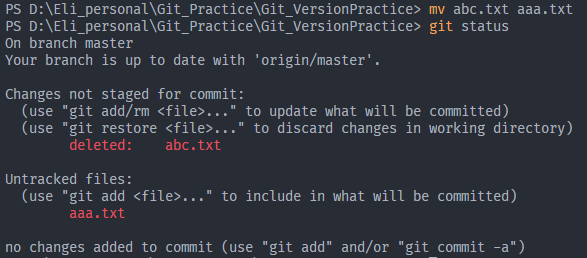 PS D:\Eli_personal\Git_Practice\Git_VersionPractice> mv abc.txt aaa.txt
PS D:\Eli_personal\Git_Practice\Git_VersionPractice> git status
On branch master
Your branch is up to date with 'origin/master'.

Changes not staged for commit:
  (use "git add/rm <file>..." to update what will be committed)
  (use "git restore <file>..." to discard changes in working directory)
        deleted:    abc.txt

Untracked files:
  (use "git add <file>..." to include in what will be committed)
        aaa.txt

no changes added to commit (use "git add" and/or "git commit -a")